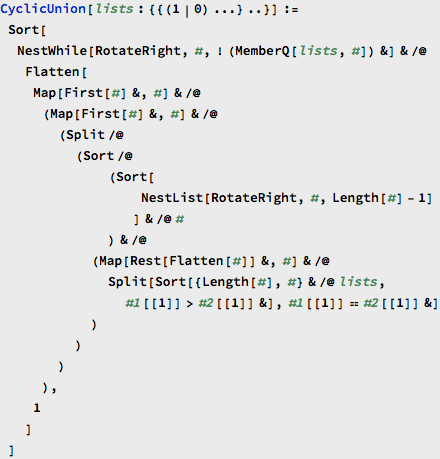 CyclicUnion[lists : {{(1 | 0) ...} ..}] :=
Sort[
NestWhile[RotateRight, #, ! (MemberQ[lists, #]) &] & /@
Flatten[
Map[First[#] &, #] & /@
(Map[First[#] &, #] & /@
(Split /@
(Sort /@
(Sort[
NestList[RotateRight, #, Length[#] - 1]
] & /@ #
) & /@
(Map[Rest[Flatten[#]] &, #] & /@
Split[Sort[{Length[#], #} & /@ lists,
#1[[1]] > #2[[1]] &], #1[[1]] == #2[[1]] &]
)
)
)
),
1
]
]